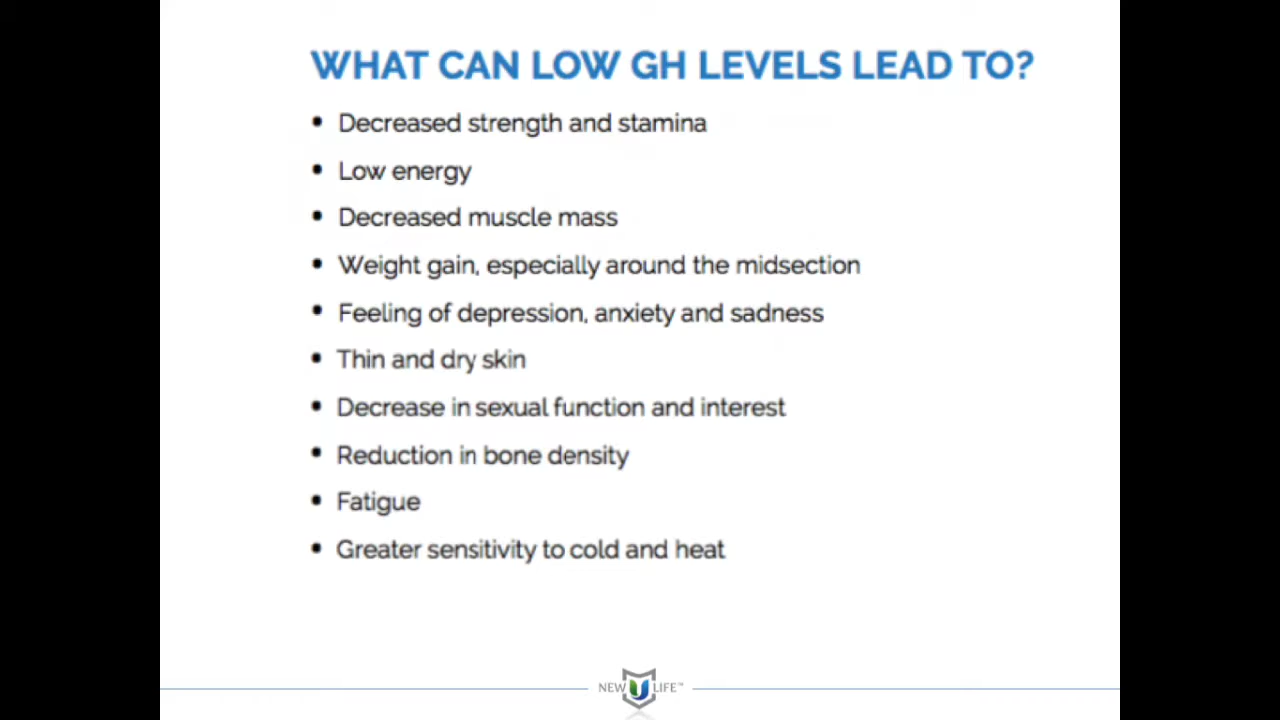 WHAT CAN LOW GH LEVELS LEAD TO?
• Decreased strength and stamina
• Low energy
• Decreased muscle mass
• Weight gain, especially around the midsection
• Feeling of depression, anxiety and sadness
• Thin and dry skin
• Decrease in sexual function and interest
• Reduction in bone density
• Fatigue
• Greater sensitivity to cold and heat
NEW U LIFE™